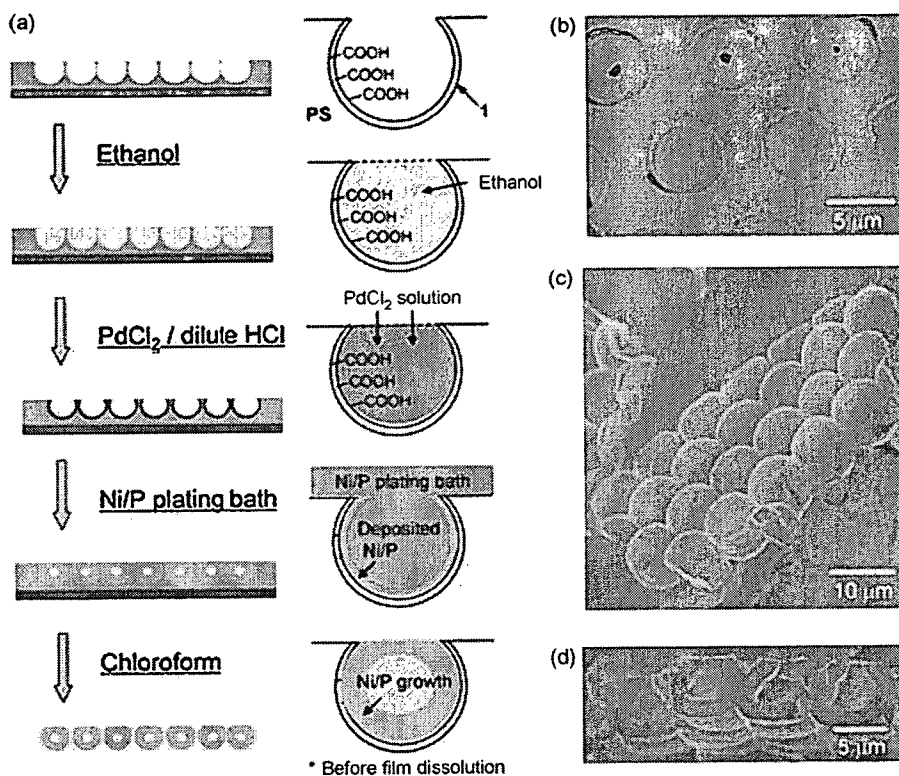 (a)
Ethanol
PdCl₂ / dilute HCl
Ni/P plating bath
Chloroform
COOH
COOH
COOH
PS
1
Ethanol
COOH
COOH
COOH
PdCl₂ solution
COOH
COOH
COOH
Ni/P plating bath
Deposited
Ni/P
Ni/P growth
* Before film dissolution
(b)
5 μm
(c)
10 μm
(d)
5 μm